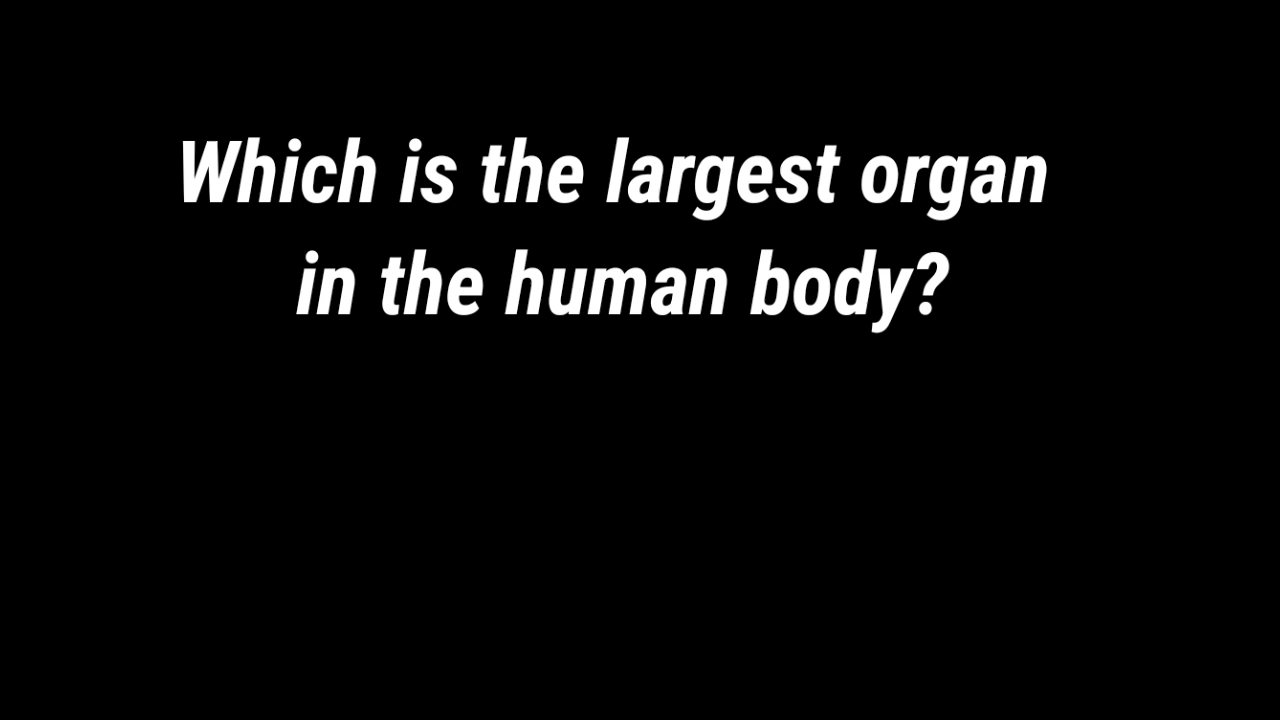 Which is the largest organ
in the human body?